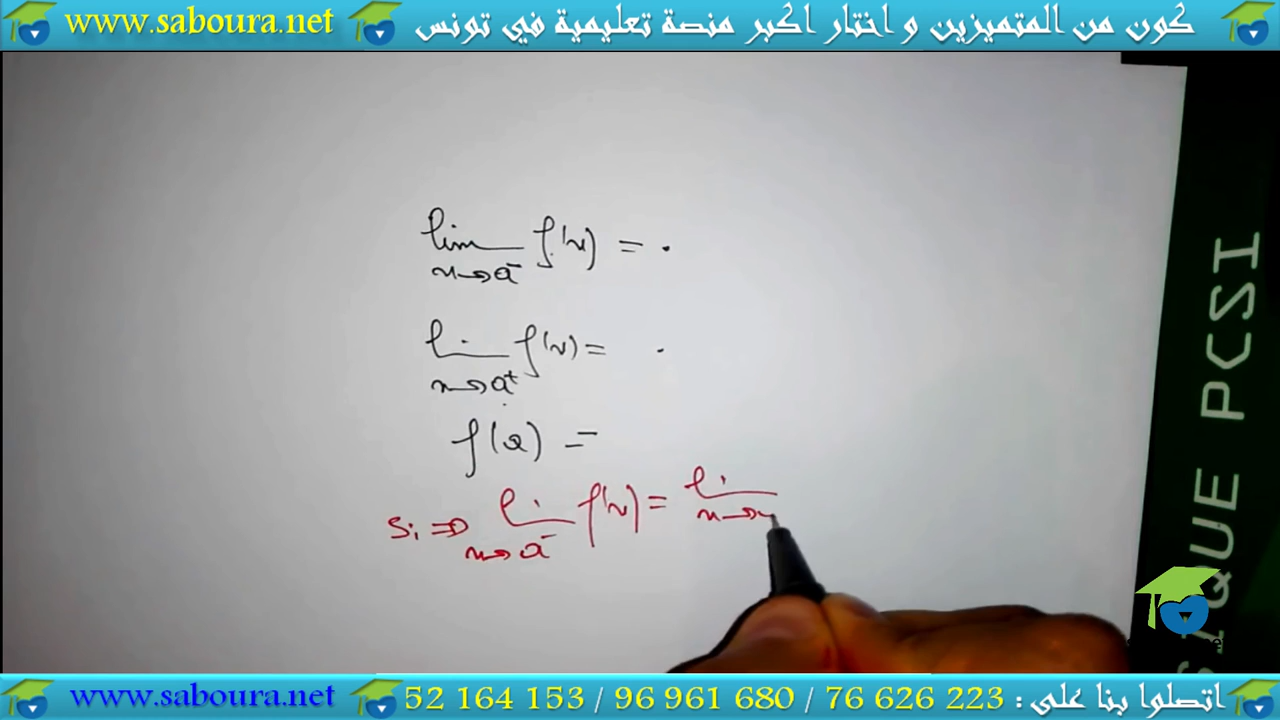 www.saboura.net كون من المتميزين و اختار اكبر منصة تعليمية في تونس
lim f(x) = .
x→a⁻
lim f(x) = .
x→a⁺
f(a) =
Si ⇒ lim f(x) = lim
x→a⁻ x→
SIQUE PCSI
www.saboura.net 52 164 153 / 96 961 680 / 76 626 223 اتصلوا بنا على :